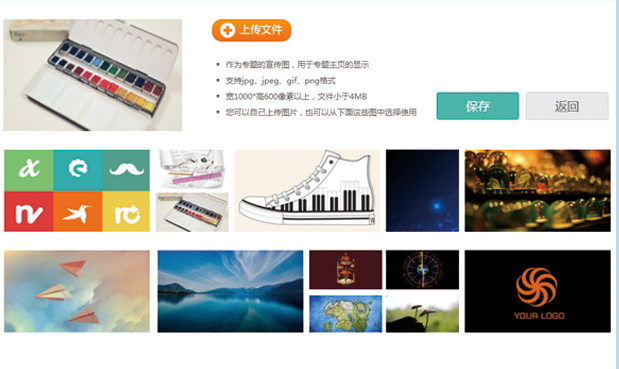 上传文件
作为专题的宣传图，用于专题主页的显示
支持jpg、jpeg、gif、png格式
宽1000*高600像素以上，文件小于4MB
您可以自己上传图片，也可以从下面这些图中选择使用
保存
返回
YOUR LOGO